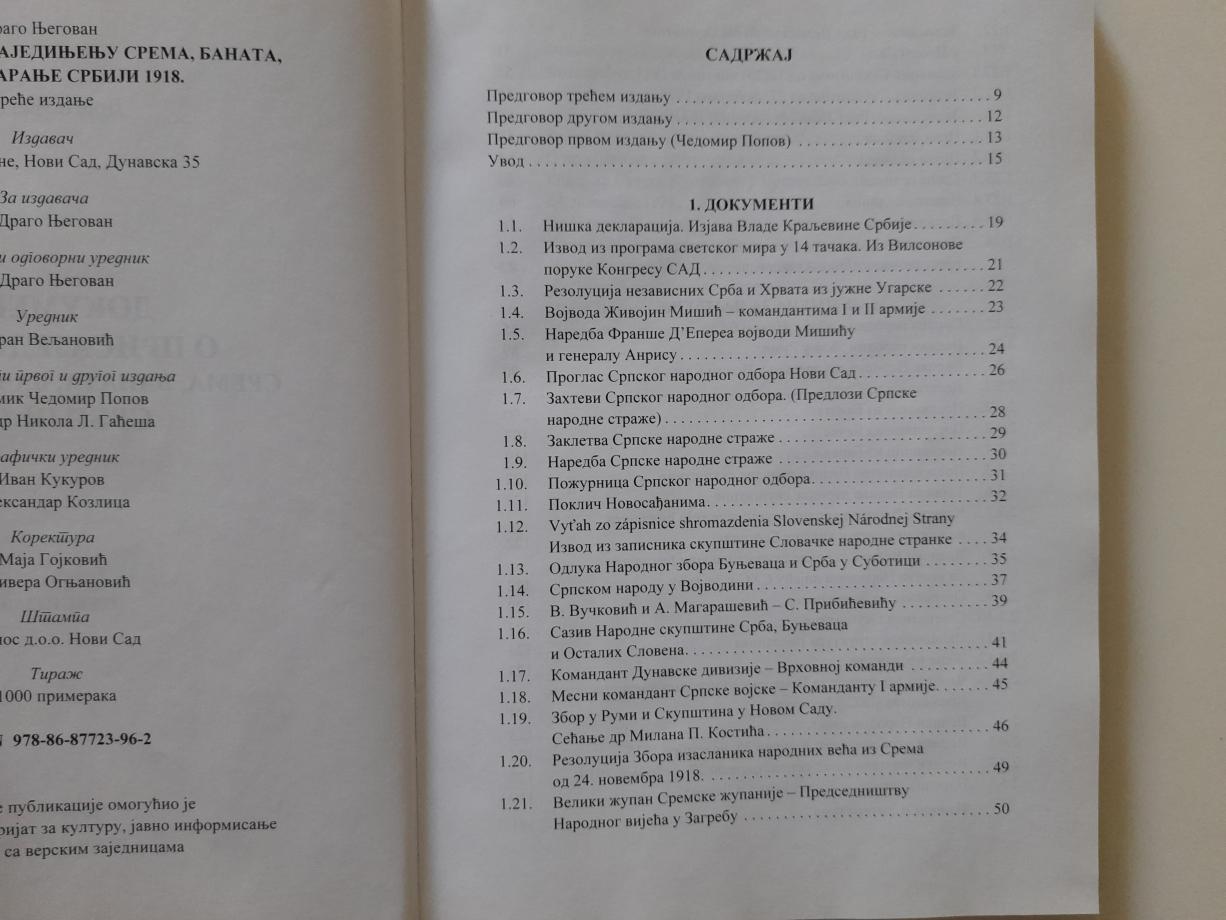 Драго Његован
АЈЕДИЊЕЊУ СРЕМА, БАНАТА,
АРАЊЕ СРБИЈИ 1918.
реће издање
Издавач
не, Нови Сад, Дунавска 35
За издавача
Драго Његован
и одговорни уредник
Драго Његован
Уредник
ран Вељановић
и првог и другог издања
мик Чедомир Попов
др Никола Л. Гаћеша
афички уредник
Иван Кукуров
ександар Козлица
Коректура
Маја Гојковић
ивера Огњановић
Штампа
нос д.о.о. Нови Сад
Тираж
1000 примерака
N 978-86-87723-96-2
е публикације омогућио је
ријат за културу, јавно информисање
са верским заједницама
САДРЖАЈ
Предговор трећем издању . . . . . . . . . . 9
Предговор другом издању . . . . . . . . . . 12
Предговор првом издању (Чедомир Попов) . . . . . . . . . . 13
Увод . . . . . . . . . . 15
1. ДОКУМЕНТИ
1.1. Нишка декларација. Изјава Владе Краљевине Србије . . . . . . . . . . 19
1.2. Извод из програма светског мира у 14 тачака. Из Вилсонове
поруке Конгресу САД . . . . . . . . . . 21
1.3. Резолуција независних Срба и Хрвата из јужне Угарске . . . . . . 22
1.4. Војвода Живојин Мишић – командантима I и II армије . . . . . . . 23
1.5. Наредба Франше Д’Епереа војводи Мишићу
и генералу Анрису . . . . . . . . . . 24
1.6. Проглас Српског народног одбора Нови Сад . . . . . . . . . . 26
1.7. Захтеви Српског народног одбора. (Предлози Српске
народне страже) . . . . . . . . . . 28
1.8. Заклетва Српске народне страже . . . . . . . . . . 29
1.9. Наредба Српске народне страже . . . . . . . . . . 30
1.10. Пожурница Српског народног одбора . . . . . . . . . . 31
1.11. Поклич Новосађанима . . . . . . . . . . 32
1.12. Vyťah zo zápisnice shromazdenia Slovenskej Národnej Strany
Извод из записника скупштине Словачке народне странке . . . . 34
1.13. Одлука Народног збора Буњеваца и Срба у Суботици . . . . . . . . 35
1.14. Српском народу у Војводини . . . . . . . . . . 37
1.15. В. Вучковић и А. Магарашевић – С. Прибићевићу . . . . . . . . . . 39
1.16. Сазив Народне скупштине Срба, Буњеваца
и Осталих Словена . . . . . . . . . . 41
1.17. Командант Дунавске дивизије – Врховној команди . . . . . . . . . . 44
1.18. Месни командант Српске војске – Команданту I армије . . . . . . 45
1.19. Збор у Руми и Скупштина у Новом Саду.
Сећање др Милана П. Костића . . . . . . . . . . 46
1.20. Резолуција Збора изасланика народних већа из Срема
од 24. новембра 1918. . . . . . . . . . . 49
1.21. Велики жупан Сремске жупаније – Председништву
Народног вијећа у Загребу . . . . . . . . . . 50